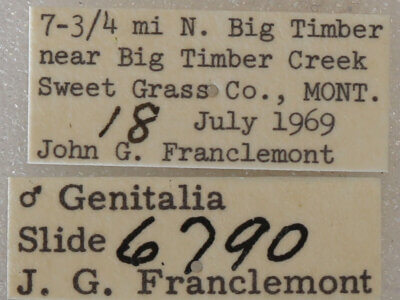 7-3/4 mi N. Big Timber
near Big Timber Creek
Sweet Grass Co., MONT.
18 July 1969
John G. Franclemont
♂ Genitalia
Slide 6790
J. G. Franclemont